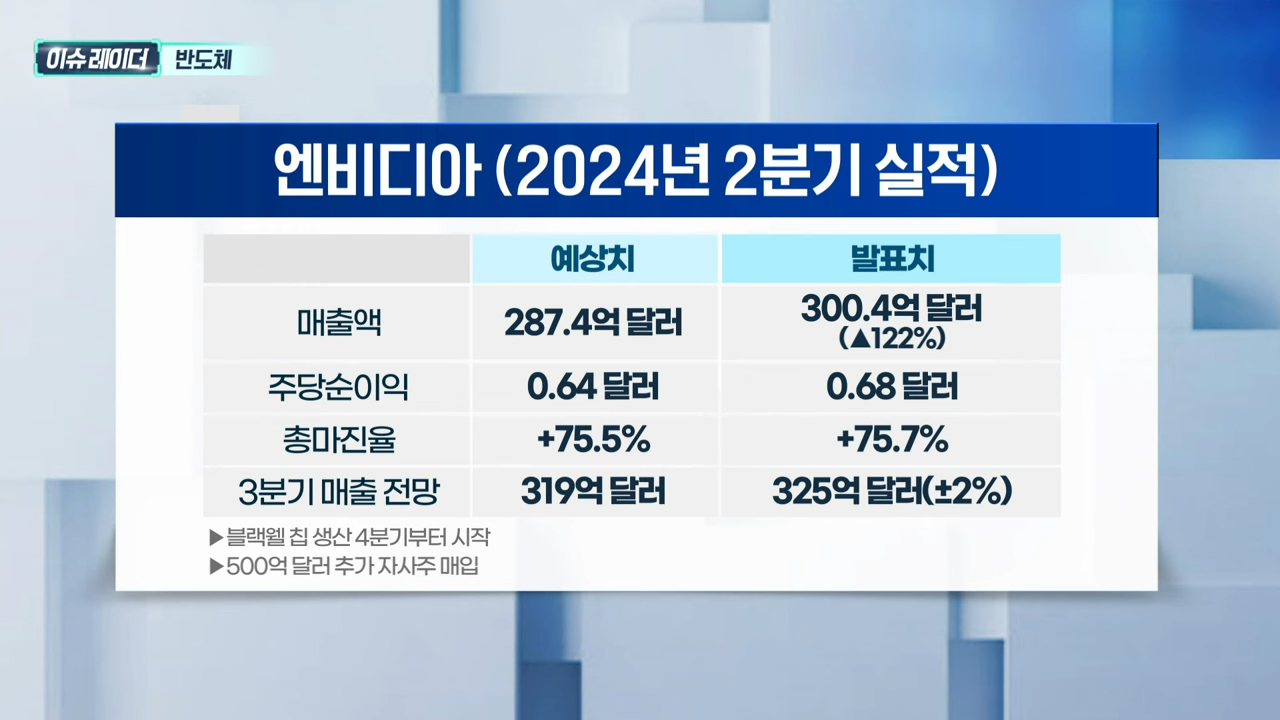 이슈 레이더 반도체
엔비디아 (2024년 2분기 실적)
예상치 발표치
매출액 287.4억 달러 300.4억 달러
(▲122%)
주당순이익 0.64 달러 0.68 달러
총마진율 +75.5% +75.7%
3분기 매출 전망 319억 달러 325억 달러(±2%)
▶블랙웰 칩 생산 4분기부터 시작
▶500억 달러 추가 자사주 매입